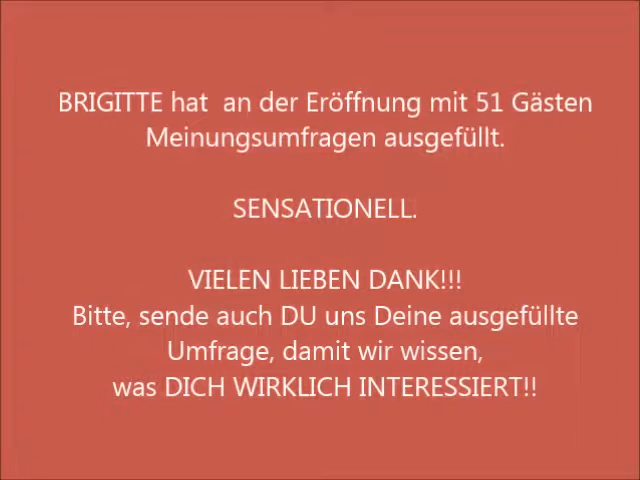 BRIGITTE hat  an der Eröffnung mit 51 Gästen
Meinungsumfragen ausgefüllt.
SENSATIONELL.
VIELEN LIEBEN DANK!!!
Bitte, sende auch DU uns Deine ausgefüllte
Umfrage, damit wir wissen,
was DICH WIRKLICH INTERESSIERT!!